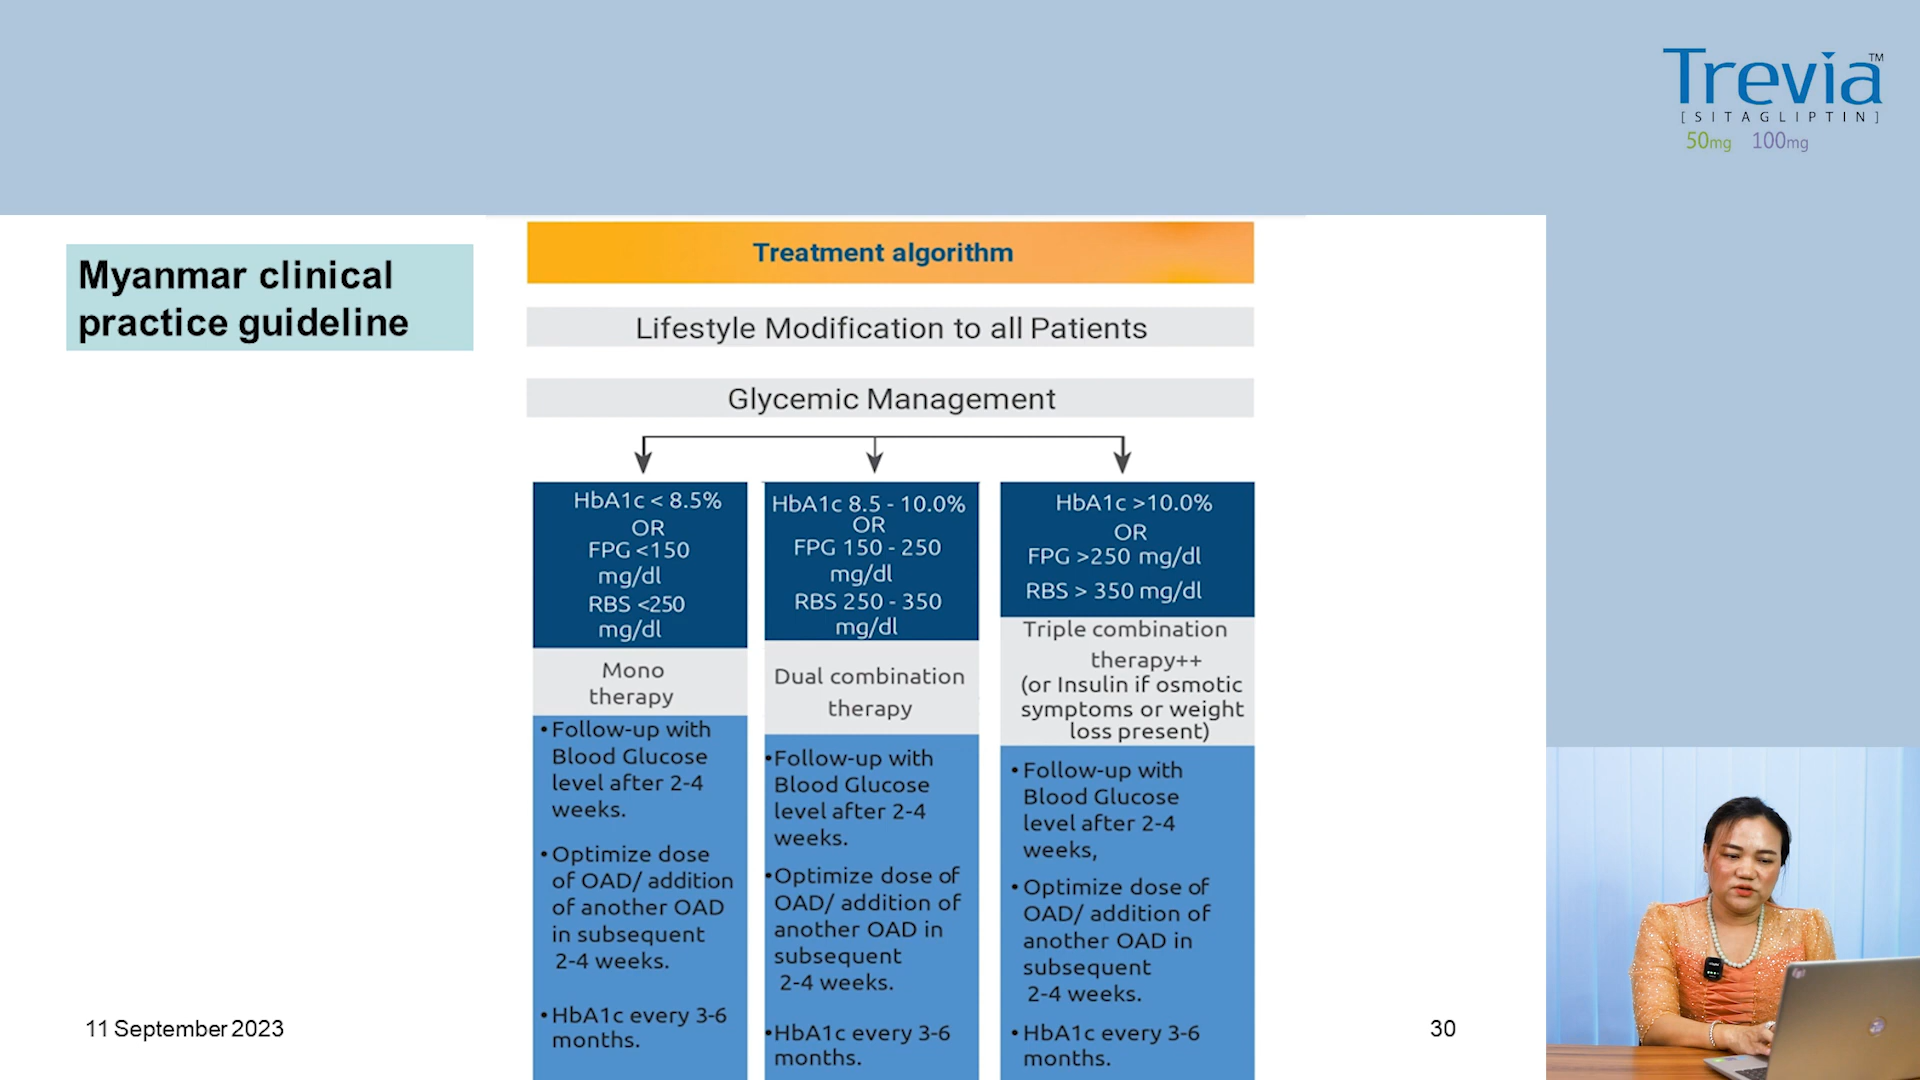 Trevia™
[SITAGLIPTIN]
50mg 100mg
Myanmar clinical
practice guideline
Treatment algorithm
Lifestyle Modification to all Patients
Glycemic Management
HbA1c < 8.5%
OR
FPG <150
mg/dl
RBS <250
mg/dl
Mono
therapy
•Follow-up with
Blood Glucose
level after 2-4
weeks.
•Optimize dose
of OAD/ addition
of another OAD
in subsequent
2-4 weeks.
•HbA1c every 3-6
months.
HbA1c 8.5 - 10.0%
OR
FPG 150 - 250
mg/dl
RBS 250 - 350
mg/dl
Dual combination
therapy
•Follow-up with
Blood Glucose
level after 2-4
weeks.
•Optimize dose of
OAD/ addition of
another OAD in
subsequent
2-4 weeks.
•HbA1c every 3-6
months.
HbA1c >10.0%
OR
FPG >250 mg/dl
RBS > 350 mg/dl
Triple combination
therapy++
(or Insulin if osmotic
symptoms or weight
loss present)
•Follow-up with
Blood Glucose
level after 2-4
weeks,
•Optimize dose of
OAD/ addition of
another OAD in
subsequent
2-4 weeks.
•HbA1c every 3-6
months.
11 September 2023
30